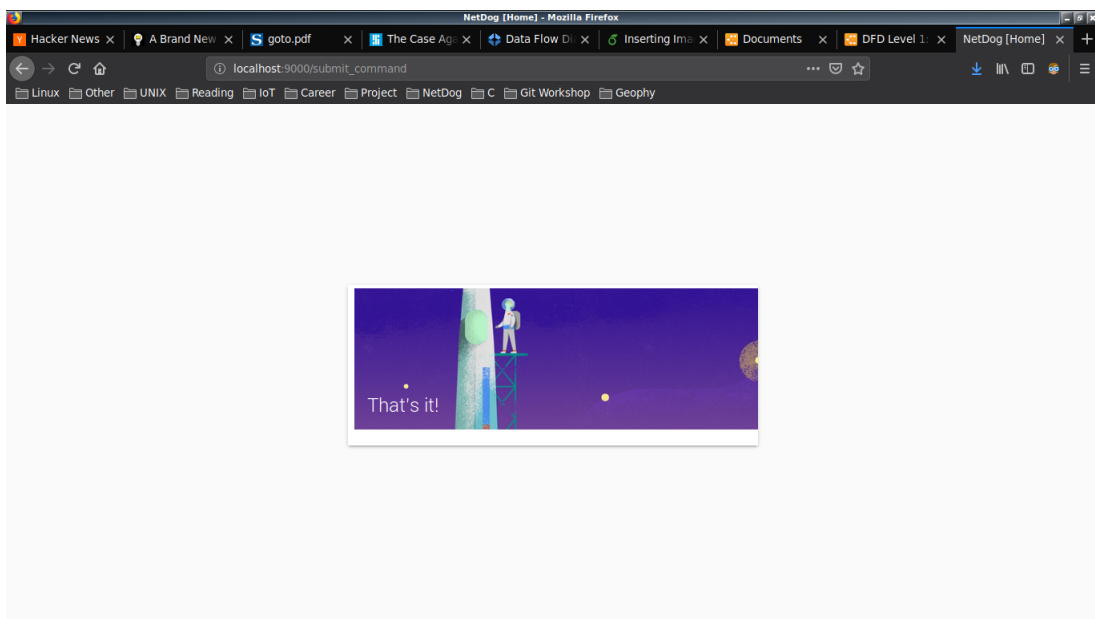 NetDog [Home] - Mozilla Firefox
Y Hacker News
A Brand New
S goto.pdf
The Case Aga
Data Flow Di
Inserting Ima
Documents
DFD Level 1:
NetDog [Home]
localhost:9000/submit_command
Linux Other UNIX Reading IoT Career Project NetDog C Git Workshop Geophy
That's it!